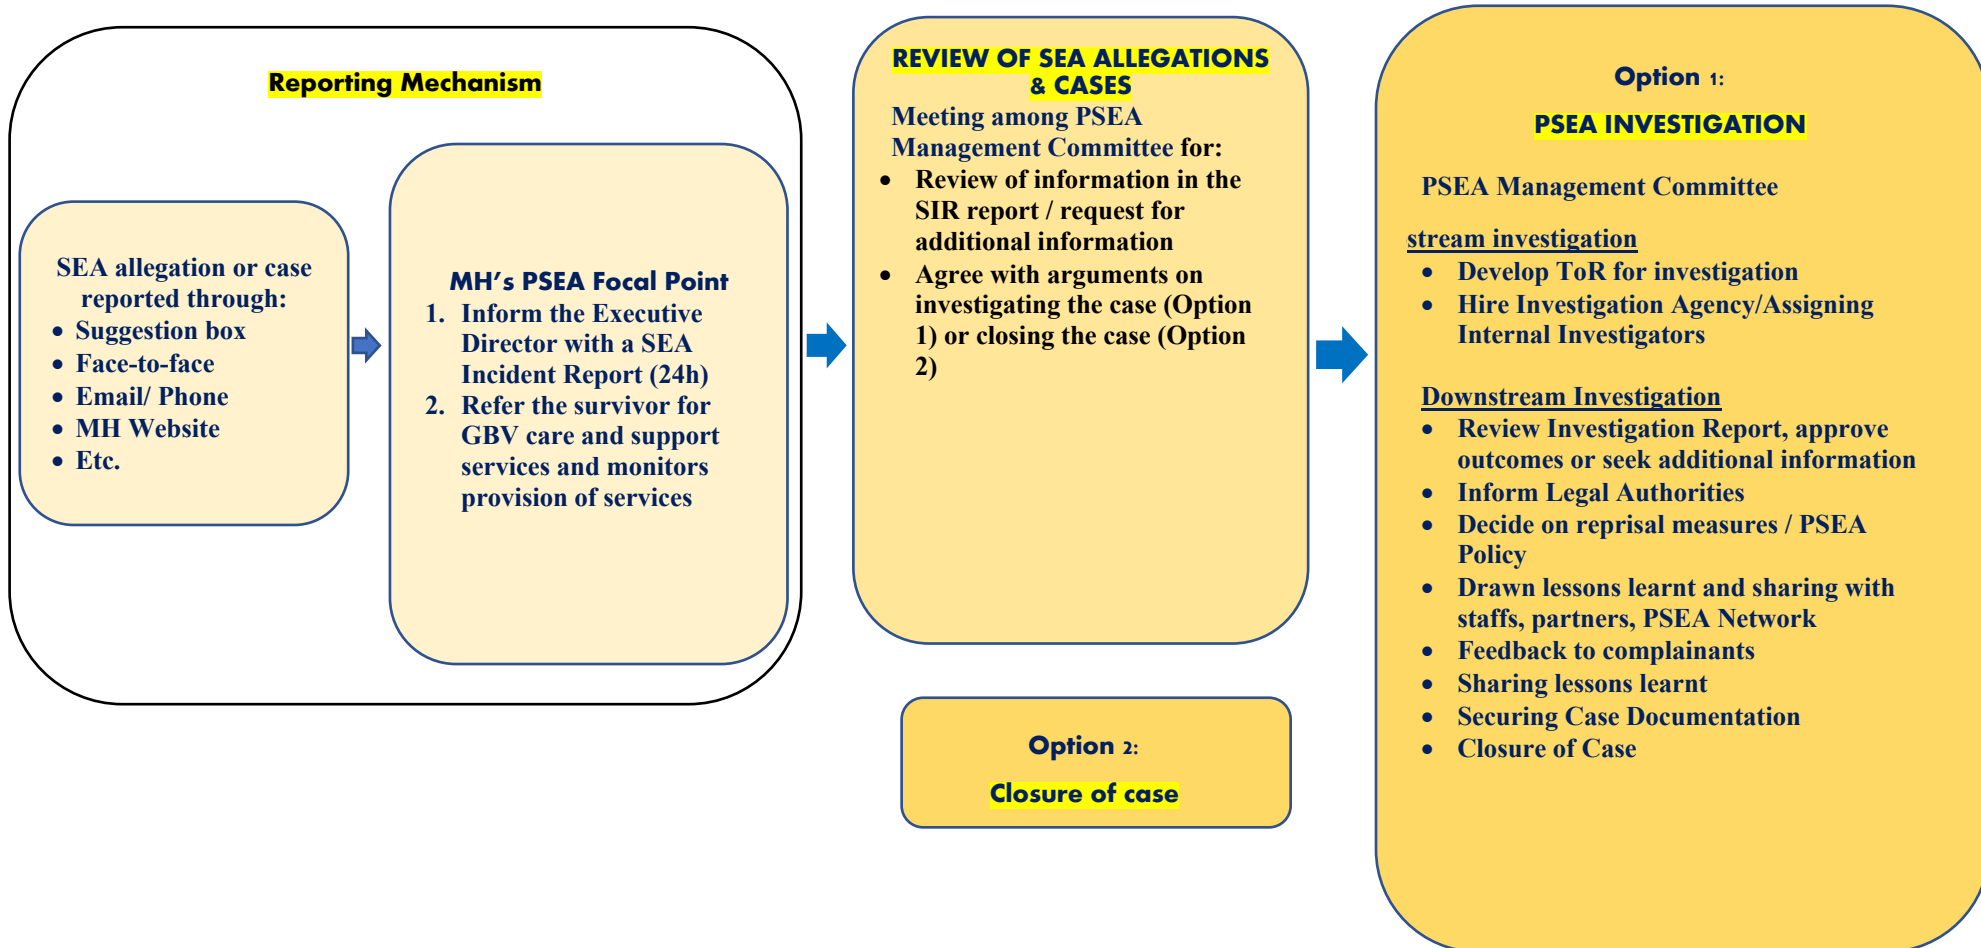 Reporting Mechanism
SEA allegation or case
reported through:
• Suggestion box
• Face-to-face
• Email/ Phone
• MH Website
• Etc.
MH's PSEA Focal Point
1. Inform the Executive
Director with a SEA
Incident Report (24h)
2. Refer the survivor for
GBV care and support
services and monitors
provision of services
REVIEW OF SEA ALLEGATIONS
& CASES
Meeting among PSEA
Management Committee for:
• Review of information in the
SIR report / request for
additional information
• Agree with arguments on
investigating the case (Option
1) or closing the case (Option
2)
Option 2:
Closure of case
Option 1:
PSEA INVESTIGATION
PSEA Management Committee
stream investigation
• Develop ToR for investigation
• Hire Investigation Agency/Assigning
Internal Investigators
Downstream Investigation
• Review Investigation Report, approve
outcomes or seek additional information
• Inform Legal Authorities
• Decide on reprisal measures / PSEA
Policy
• Drawn lessons learnt and sharing with
staffs, partners, PSEA Network
• Feedback to complainants
• Sharing lessons learnt
• Securing Case Documentation
• Closure of Case